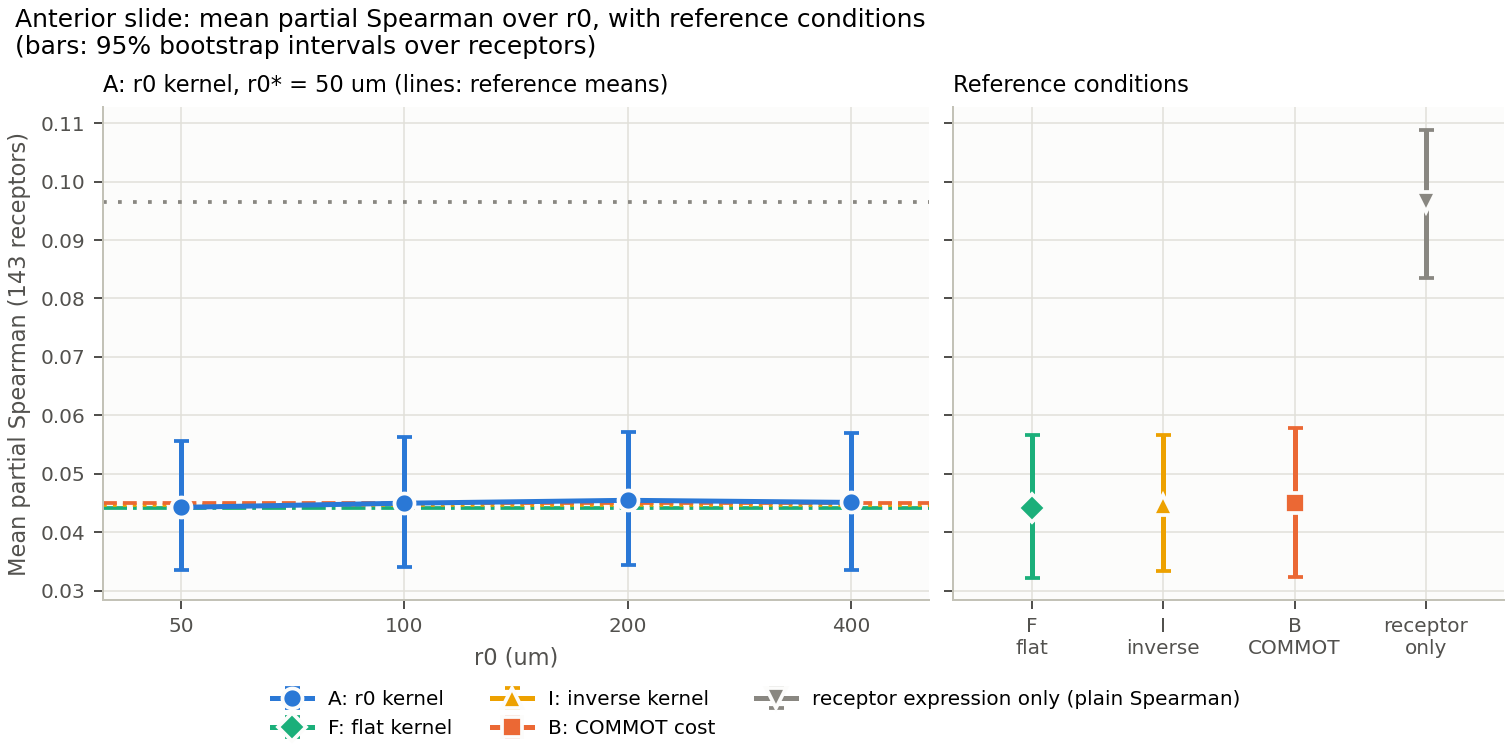 Anterior slide: mean partial Spearman over r0, with reference conditions
(bars: 95% bootstrap intervals over receptors)
A: r0 kernel, r0* = 50 um (lines: reference means)
Reference conditions
Mean partial Spearman (143 receptors)
0.11
0.10
0.09
0.08
0.07
0.06
0.05
0.04
0.03
50
100
200
400
r0 (um)
F
flat
I
inverse
B
COMMOT
receptor
only
A: r0 kernel
F: flat kernel
I: inverse kernel
B: COMMOT cost
receptor expression only (plain Spearman)